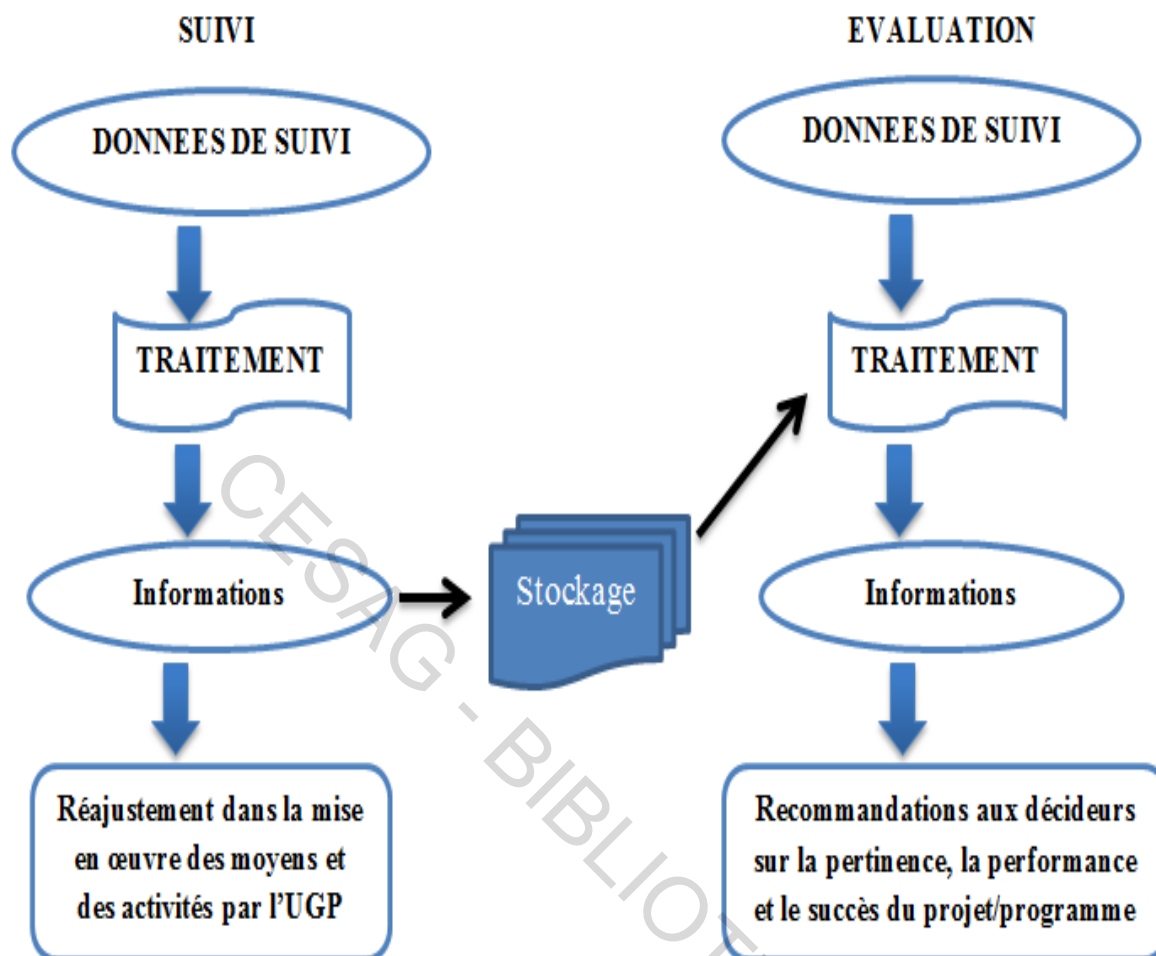 SUIVI
DONNEES DE SUIVI
TRAITEMENT
Informations
Réajustement dans la mise
en œuvre des moyens et
des activités par l'UGP
Stockage
EVALUATION
DONNEES DE SUIVI
TRAITEMENT
Informations
Recommandations aux décideurs
sur la pertinence, la performance
et le succès du projet/programme
CESAG - BIBLIOT